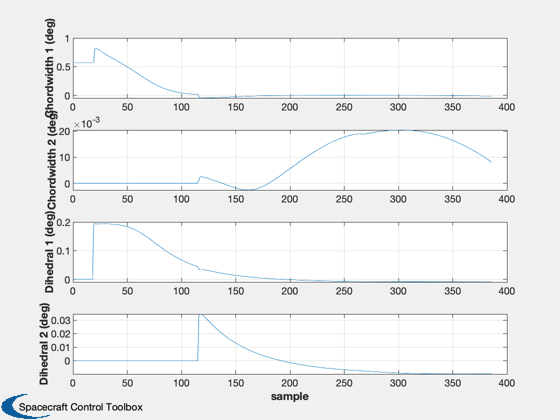 Chordwidth 1 (deg)
1
0.5
0
0 50 100 150 200 250 300 350 400
Chordwidth 2 (deg)
×10-3
20
10
0
0 50 100 150 200 250 300 350 400
Dihedral 1 (deg)
0.2
0.1
0
0 50 100 150 200 250 300 350 400
Dihedral 2 (deg)
0.03
0.02
0.01
0
0 50 100 150 200 250 300 350 400
sample
Spacecraft Control Toolbox